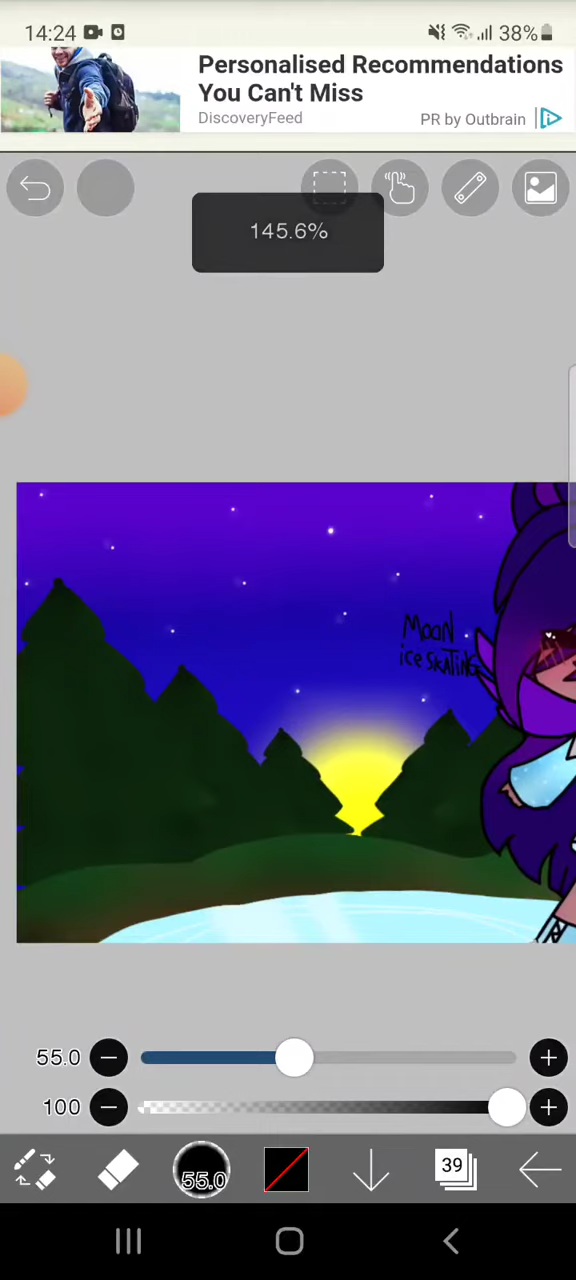 14:24
38%
Personalised Recommendations
You Can't Miss
DiscoveryFeed
PR by Outbrain
145.6%
Moon
ice SKATING
55.0
100
55.0
39